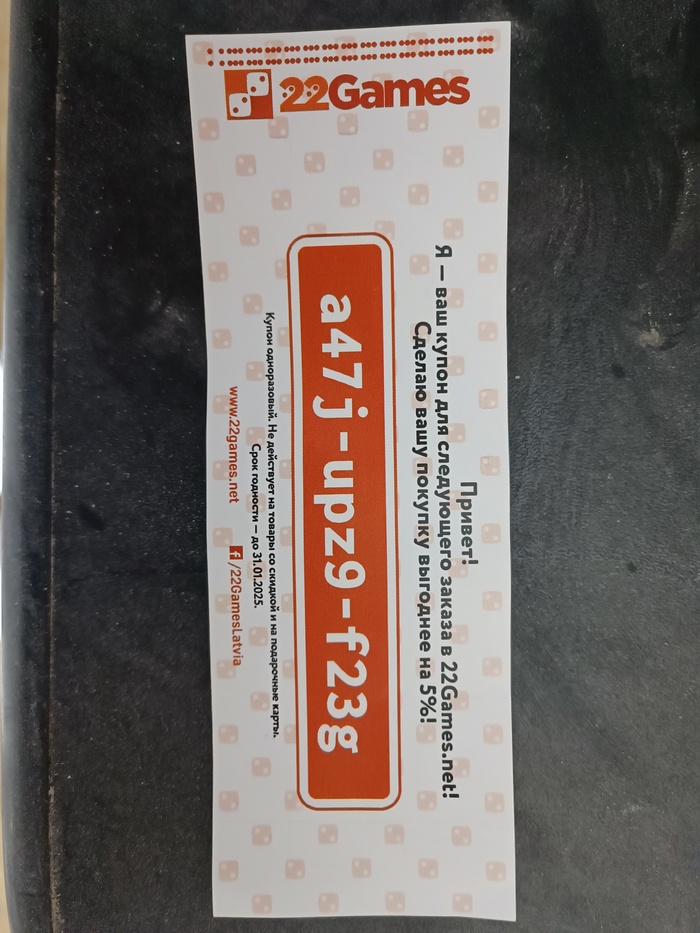 22Games
Привет!
Я — ваш купон для следующего заказа в 22Games.net!
Сделаю вашу покупку выгоднее на 5%!
a47j-upz9-f23g
Купон одноразовый. Не действует на товары со скидкой и на подарочные карты.
Срок годности — до 31.01.2025.
www.22games.net f/22GamesLatvia